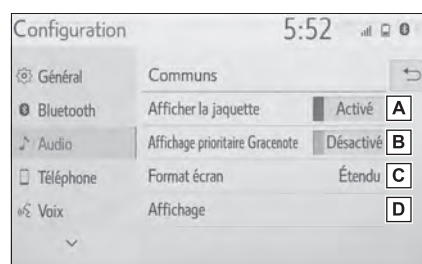 Configuration
5:52
Général
Bluetooth
Audio
Téléphone
Voix
Communs
Afficher la jaquette Activé A
Affichage prioritaire Gracenote Désactivé B
Format écran Étendu C
Affichage D